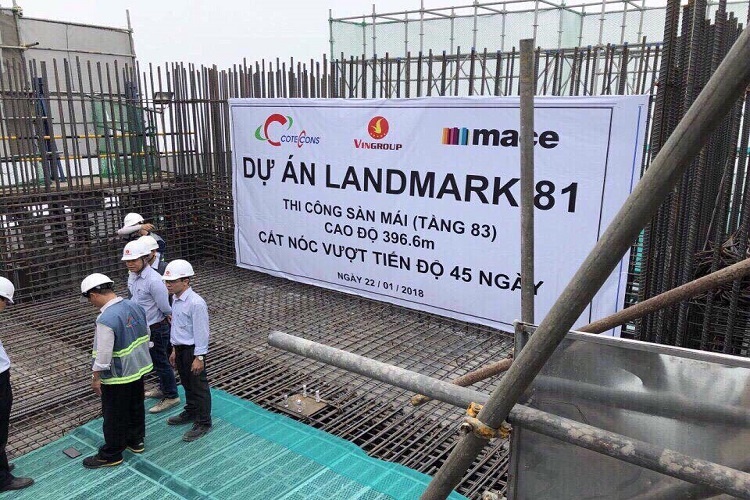 COTECCONS VINGROUP mace
DỰ ÁN LANDMARK 81
THI CÔNG SÀN MÁI (TẦNG 83)
CAO ĐỘ 396.6m
CẤT NÓC VƯỢT TIẾN ĐỘ 45 NGÀY
NGÀY 22 / 01 / 2018